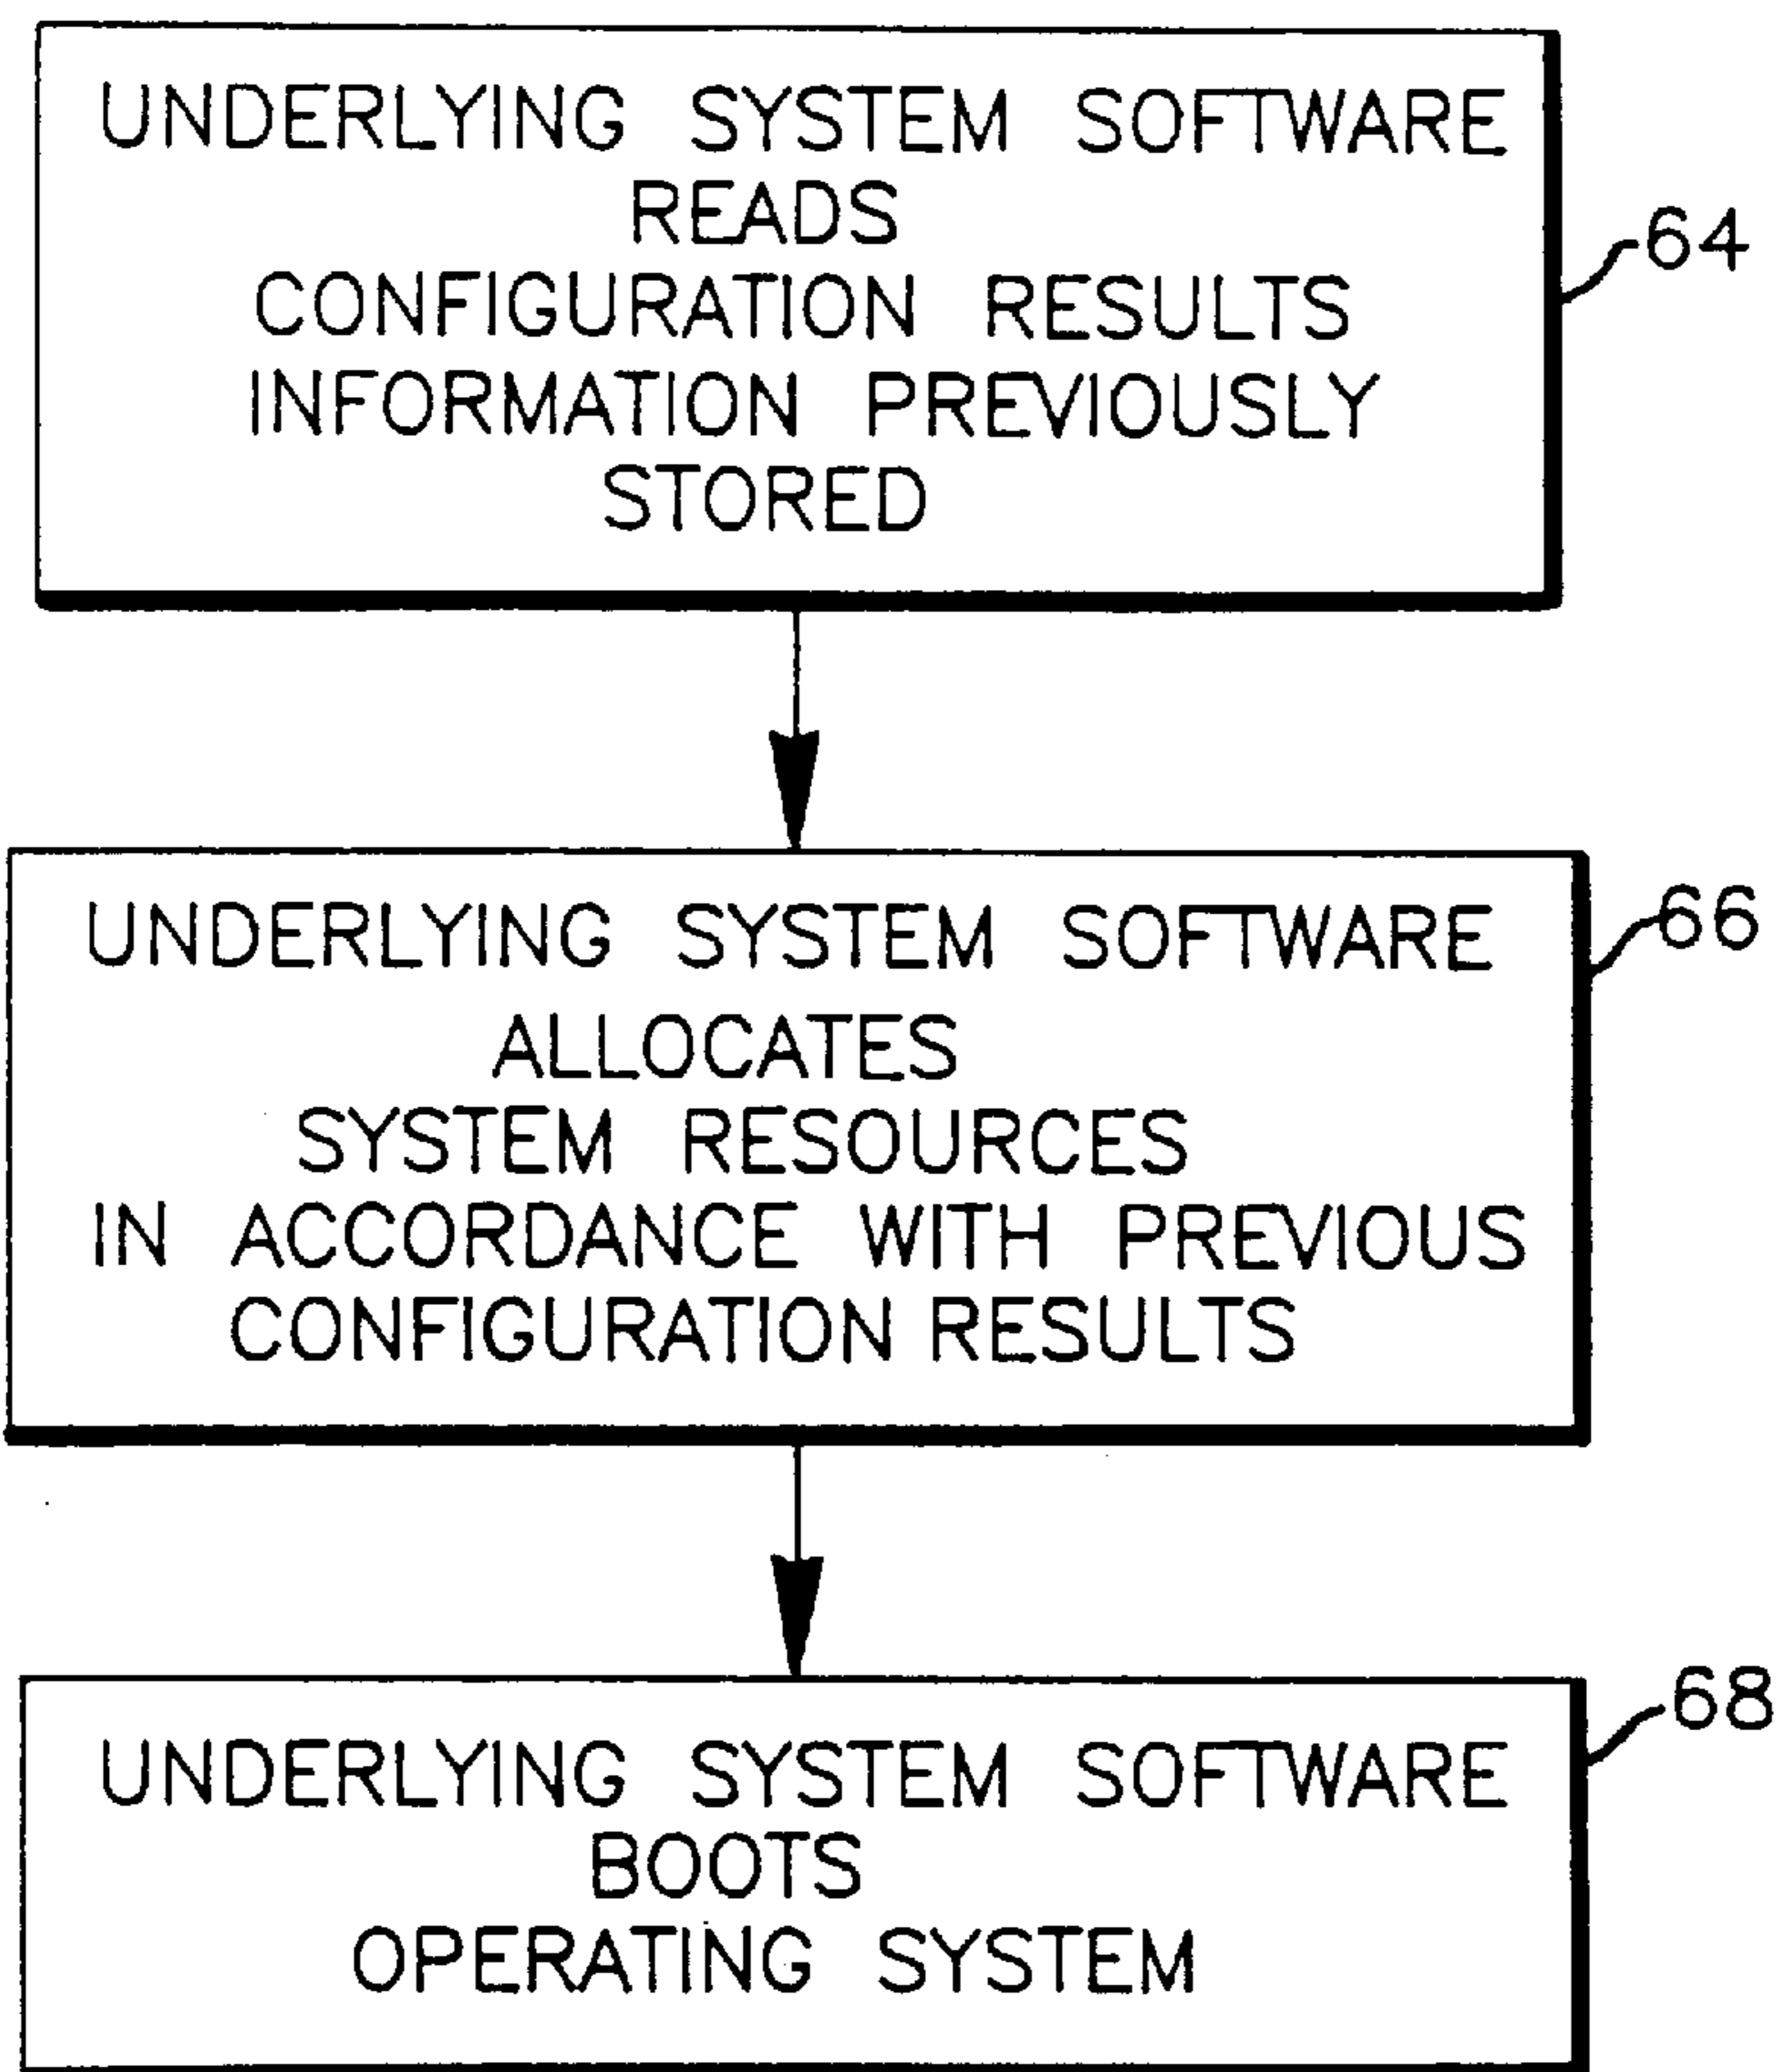 UNDERLYING SYSTEM SOFTWARE
READS
CONFIGURATION RESULTS
INFORMATION PREVIOUSLY
STORED
64
UNDERLYING SYSTEM SOFTWARE
ALLOCATES
SYSTEM RESOURCES
IN ACCORDANCE WITH PREVIOUS
CONFIGURATION RESULTS
66
UNDERLYING SYSTEM SOFTWARE
BOOTS
OPERATING SYSTEM
68